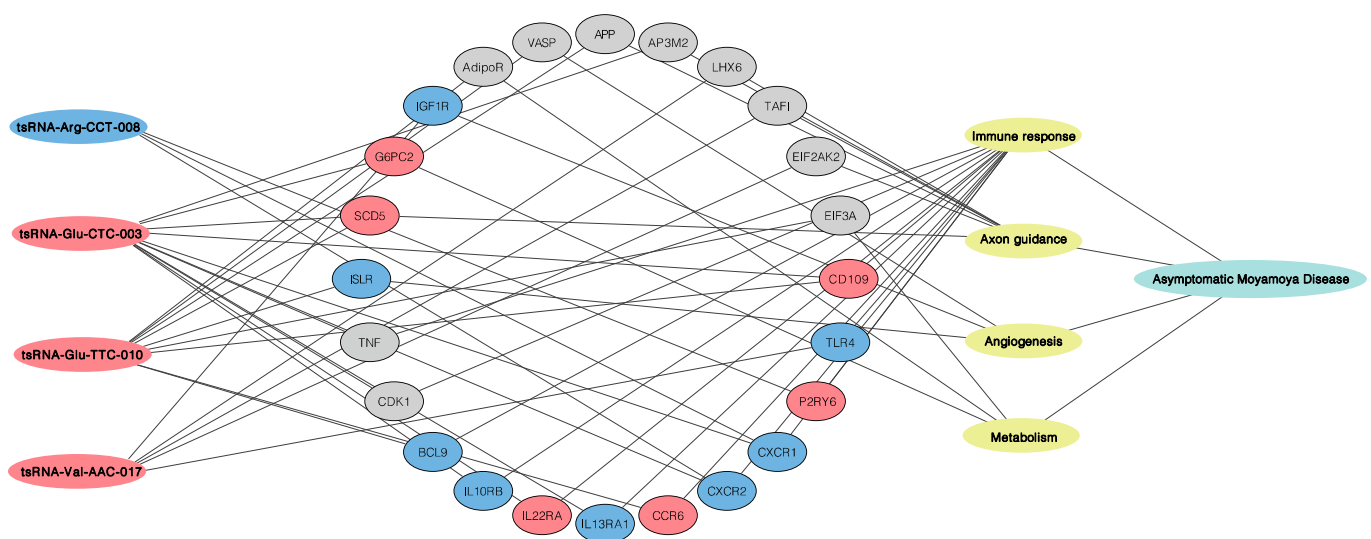 tsRNA-Arg-CCT-008
tsRNA-Glu-CTC-003
tsRNA-Glu-TTC-010
tsRNA-Val-AAC-017
APP
VASP
AP3M2
AdipoR
LHX6
IGF1R
TAFI
G6PC2
EIF2AK2
SCD5
EIF3A
ISLR
CD109
TNF
TLR4
CDK1
P2RY6
BCL9
CXCR1
IL10RB
CXCR2
IL22RA
CCR6
IL13RA1
Immune response
Axon guidance
Angiogenesis
Metabolism
Asymptomatic Moyamoya Disease